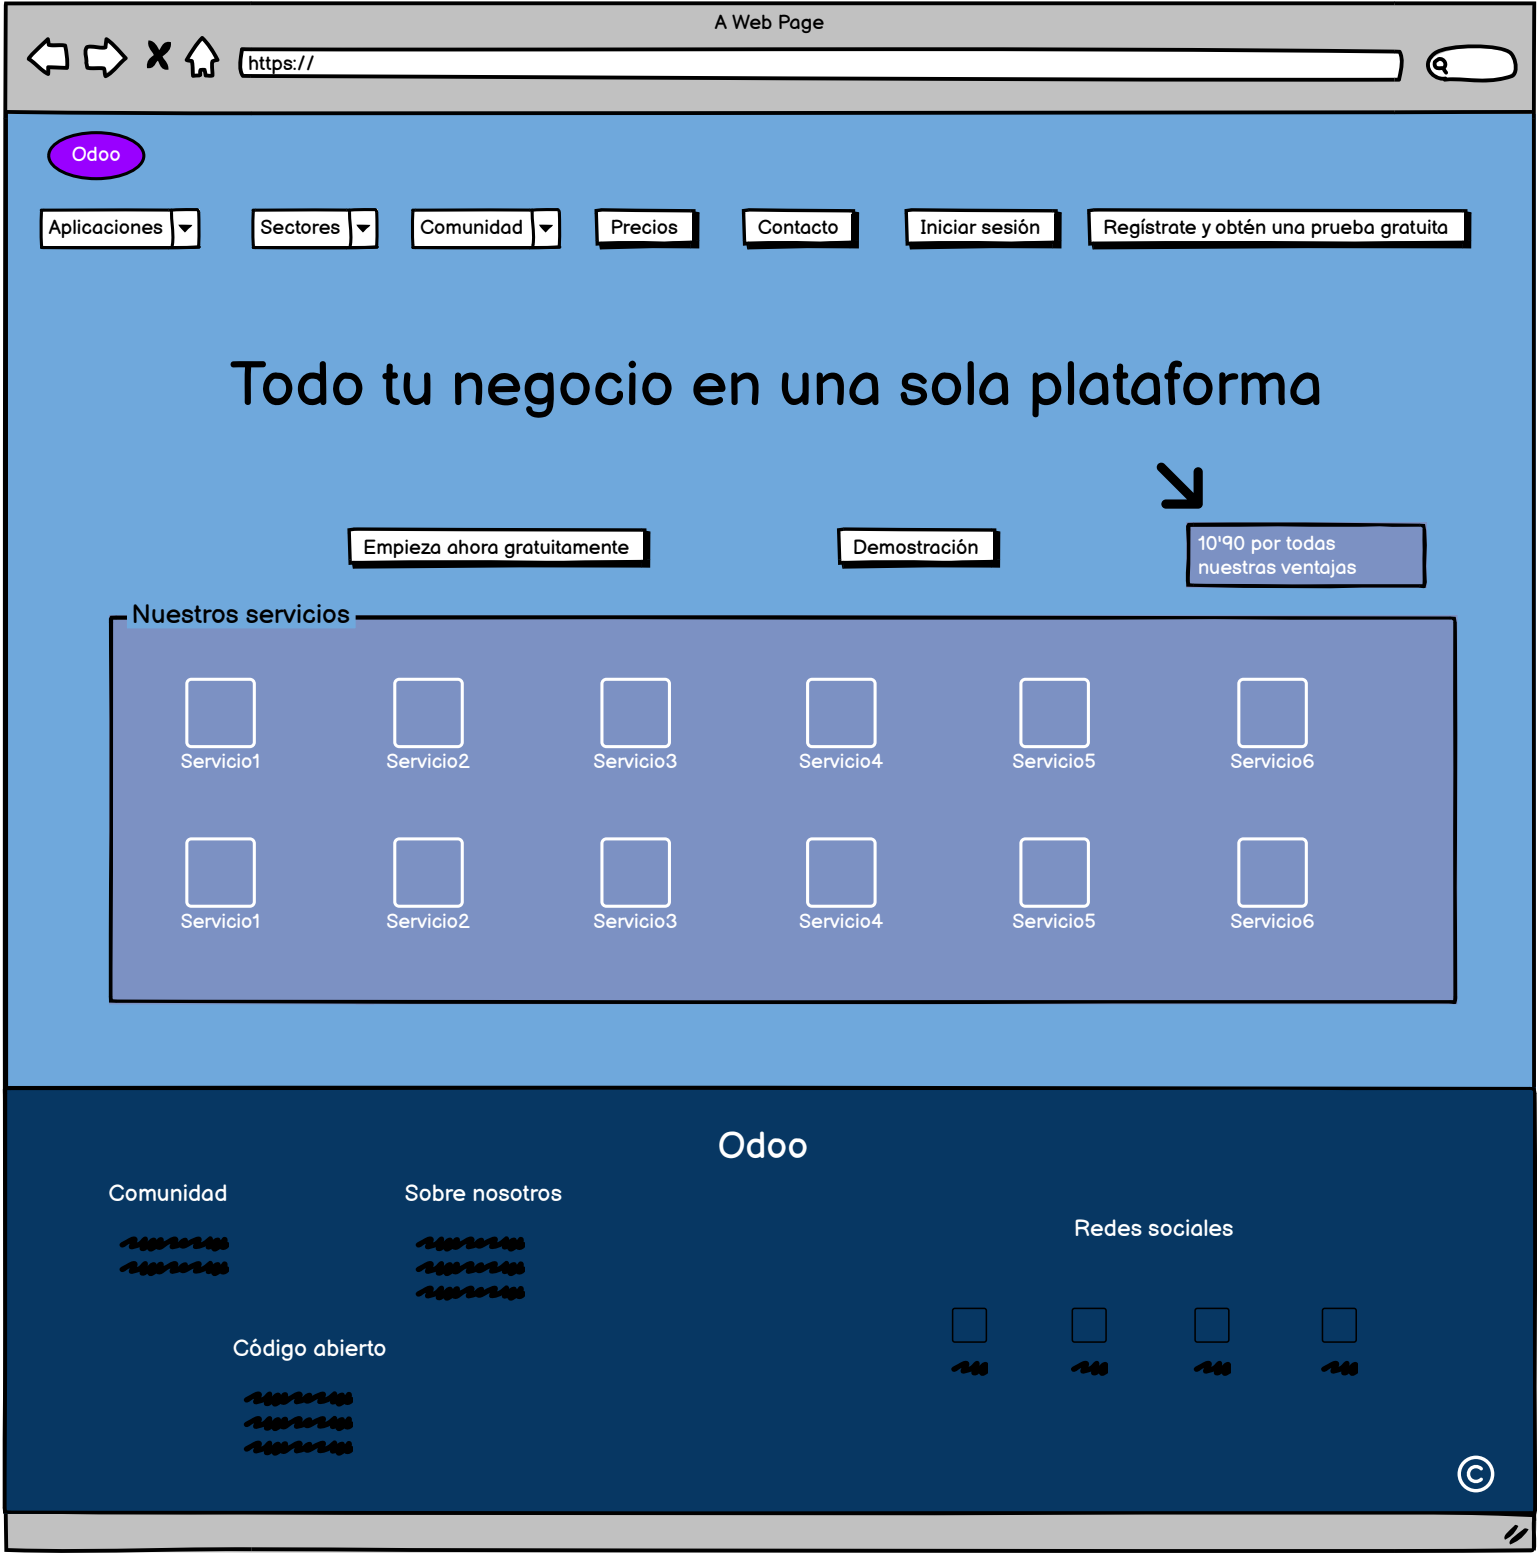 A Web Page
https://
Odoo
Aplicaciones
Sectores
Comunidad
Precios
Contacto
Iniciar sesión
Regístrate y obtén una prueba gratuita
Todo tu negocio en una sola plataforma
Empieza ahora gratuitamente
Demostración
10'90 por todas
nuestras ventajas
Nuestros servicios
Servicio1
Servicio2
Servicio3
Servicio4
Servicio5
Servicio6
Servicio1
Servicio2
Servicio3
Servicio4
Servicio5
Servicio6
Odoo
Comunidad
Sobre nosotros
Redes sociales
Código abierto
©